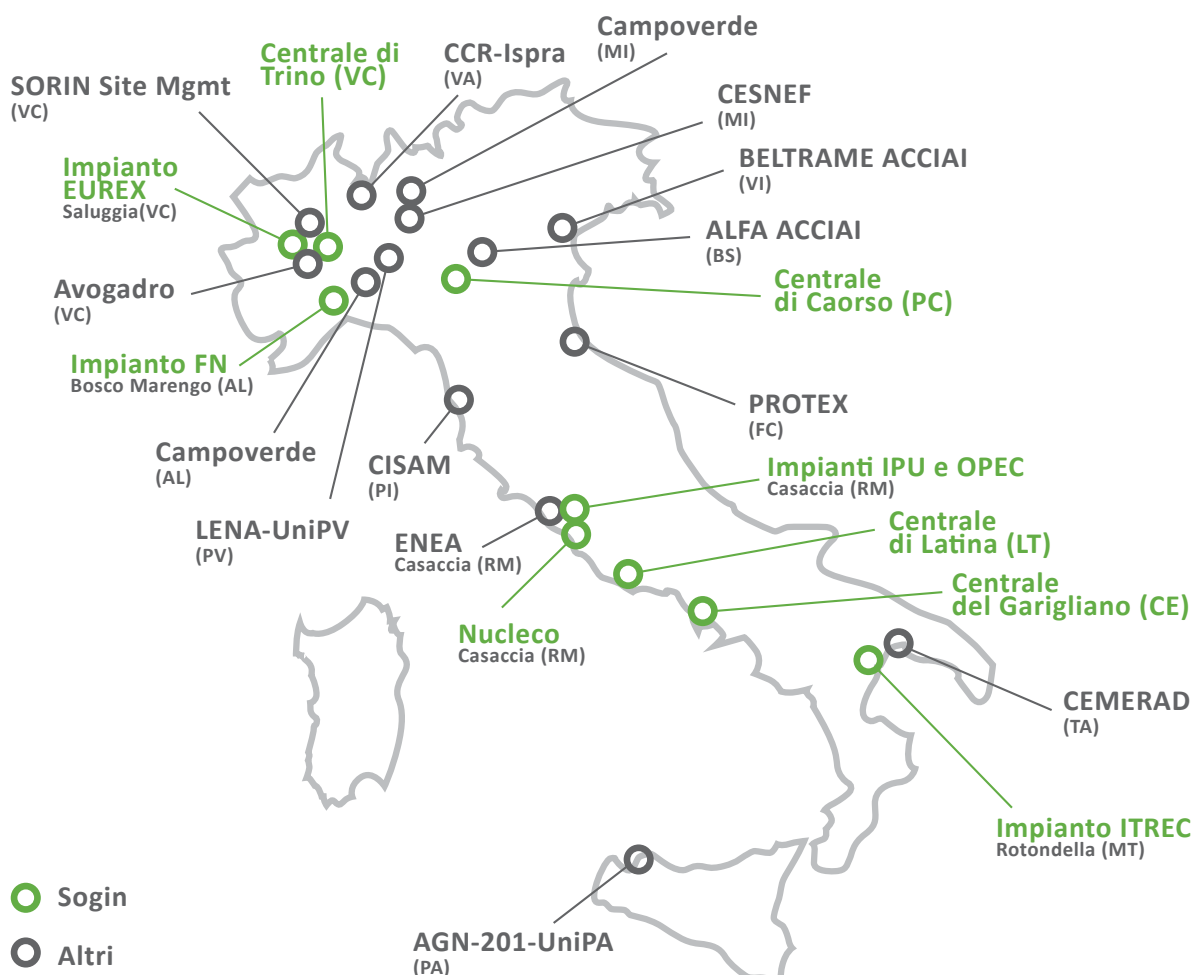 Campoverde
(MI)
Centrale di
Trino (VC)
CCR-Ispra
(VA)
SORIN Site Mgmt
(VC)
CESNEF
(MI)
BELTRAME ACCIAI
(VI)
Impianto
EUREX
Saluggia(VC)
ALFA ACCIAI
(BS)
Avogadro
(VC)
Centrale
di Caorso (PC)
Impianto FN
Bosco Marengo (AL)
PROTEX
(FC)
Campoverde
(AL)
CISAM
(PI)
Impianti IPU e OPEC
Casaccia (RM)
LENA-UniPV
(PV)
ENEA
Casaccia (RM)
Centrale
di Latina (LT)
Centrale
del Garigliano (CE)
Nucleco
Casaccia (RM)
CEMERAD
(TA)
Impianto ITREC
Rotondella (MT)
Sogin
Altri
AGN-201-UniPA
(PA)